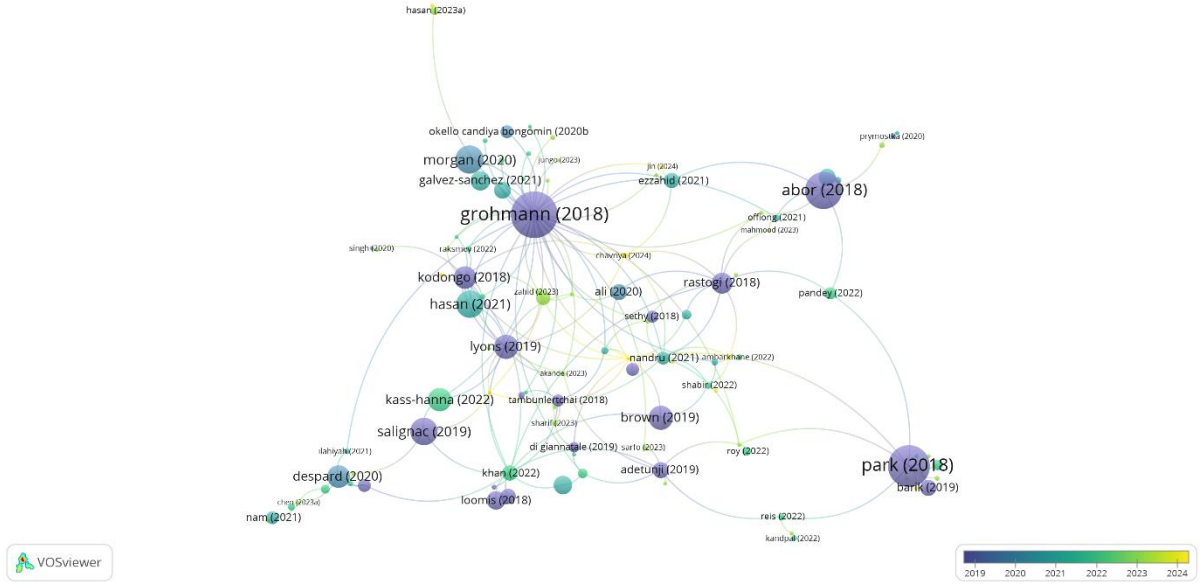 hasan (2023a)
okello candiya bongomin (2020b
prymostka (2020)
morgan (2020)
jungo (2023)
jin (2024)
galvez-sanchez (2021)
ezzahid (2021)
abor (2018)
grohmann (2018)
offiong (2021)
mahmood (2023)
singh (2020)
raksmey (2022)
chavriya (2024)
kodongo (2018)
rastogi (2018)
zahid (2023)
ali (2020)
pandey (2022)
hasan (2021)
sethy (2018)
lyons (2019)
nandru (2021)
ambarkhane (2022)
akande (2023)
shabir (2022)
kass-hanna (2022)
tambunlertchai (2018)
brown (2019)
sharif (2023)
salignac (2019)
di giannatale (2019)
sarfo (2023)
ilahiyah (2021)
roy (2022)
park (2018)
despard (2020)
khan (2022)
adetunji (2019)
barik (2019)
chen (2023a)
loomis (2018)
nam (2021)
reis (2022)
kandpal (2022)
VOSviewer
2019 2020 2021 2022 2023 2024